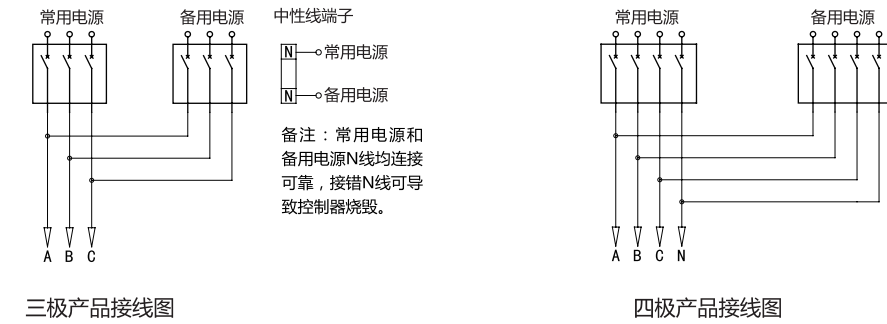 常用电源
备用电源
中性线端子
N 常用电源
N 备用电源
备注：常用电源和
备用电源N线均连接
可靠，接错N线可导
致控制器烧毁。
A B C
三极产品接线图
常用电源
备用电源
A B C N
四极产品接线图